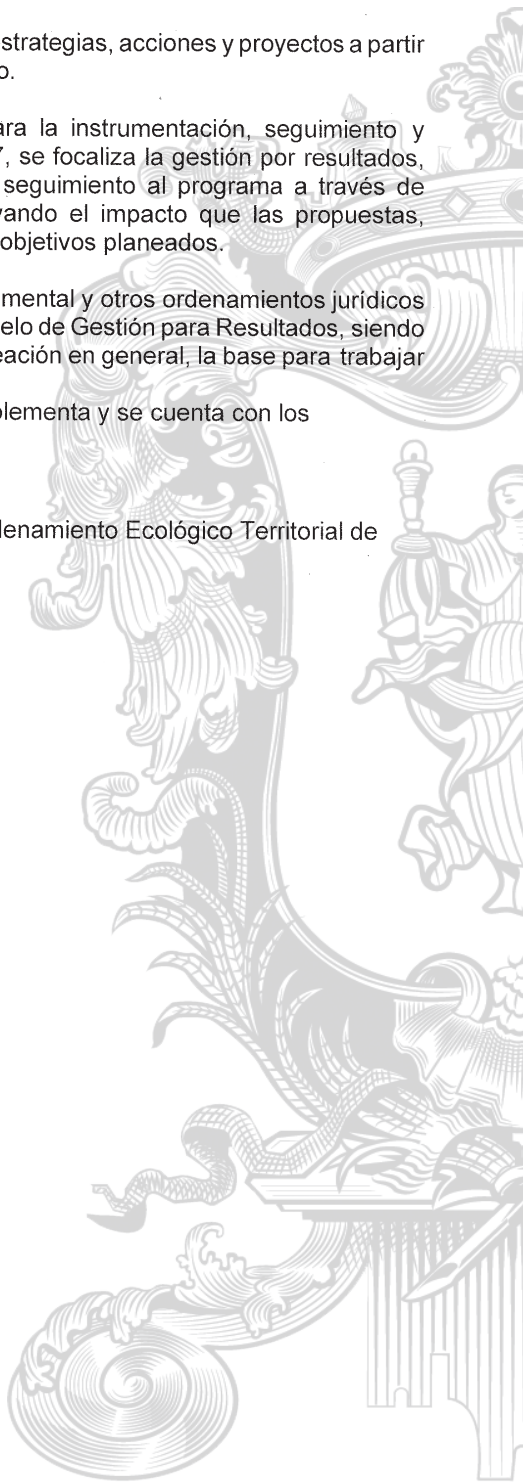 strategias, acciones y proyectos a partir
o.
ara la instrumentación, seguimiento y
7, se focaliza la gestión por resultados,
seguimiento al programa a través de
vando el impacto que las propuestas,
objetivos planeados.
mental y otros ordenamientos jurídicos
elo de Gestión para Resultados, siendo
eación en general, la base para trabajar
plementa y se cuenta con los
denamiento Ecológico Territorial de